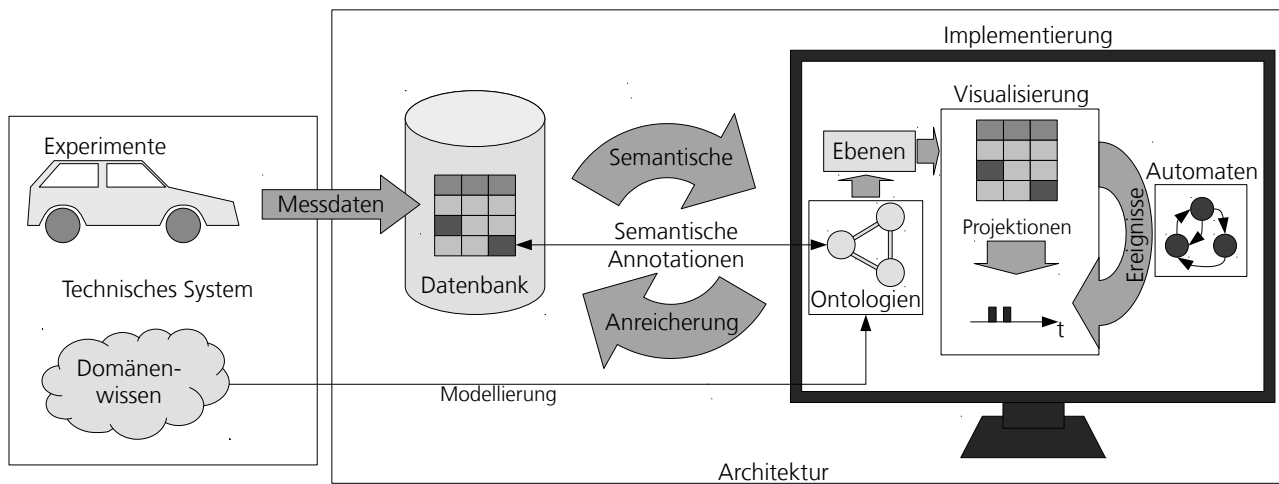 Implementierung
Experimente
Messdaten
Datenbank
Technisches System
Domänen-
wissen
Modellierung
Semantische
Semantische
Annotationen
Anreicherung
Ebenen
Ontologien
Visualisierung
Projektionen
t
Ereignisse
Automaten
Architektur